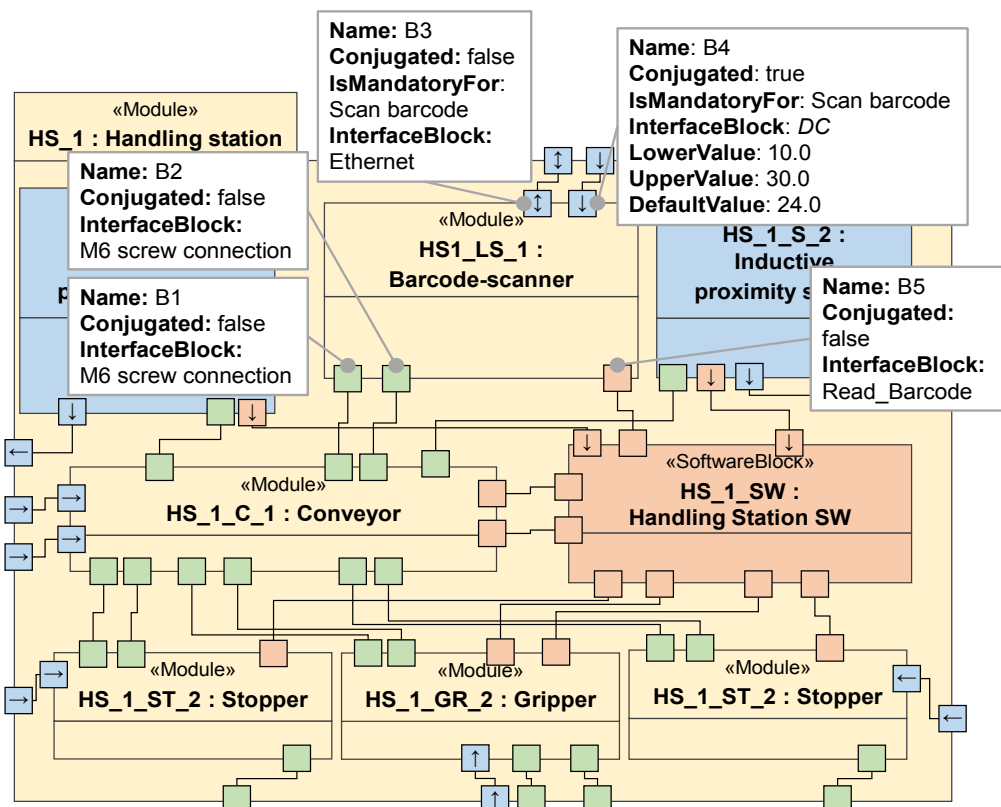 Name: B3
Conjugated: false
IsMandatoryFor:
Scan barcode
InterfaceBlock:
Ethernet
Name: B4
Conjugated: true
IsMandatoryFor: Scan barcode
InterfaceBlock: DC
LowerValue: 10.0
UpperValue: 30.0
DefaultValue: 24.0
«Module»
HS_1 : Handling station
Name: B2
Conjugated: false
InterfaceBlock:
M6 screw connection
«Module»
HS1_LS_1 :
Barcode-scanner
HS_1_S_2 :
Inductive
proximity s
Name: B1
Conjugated: false
InterfaceBlock:
M6 screw connection
Name: B5
Conjugated:
false
InterfaceBlock:
Read_Barcode
«Module»
HS_1_C_1 : Conveyor
«SoftwareBlock»
HS_1_SW :
Handling Station SW
«Module»
HS_1_ST_2 : Stopper
«Module»
HS_1_GR_2 : Gripper
«Module»
HS_1_ST_2 : Stopper